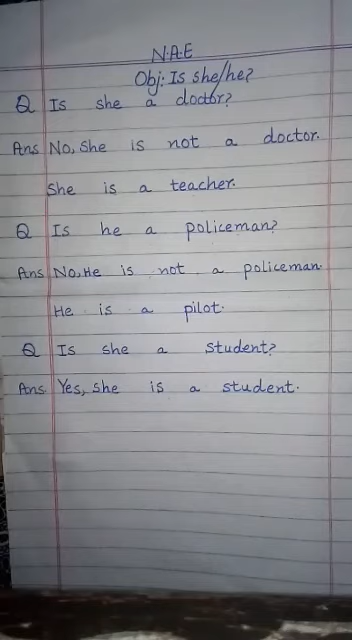 N.A.E
Obj: Is she/he?
Q Is she a doctor?
Ans No, she is not a doctor.
She is a teacher.
Q Is he a policeman?
Ans No, He is not a policeman.
He is a pilot.
Q Is she a student?
Ans. Yes, she is a student.